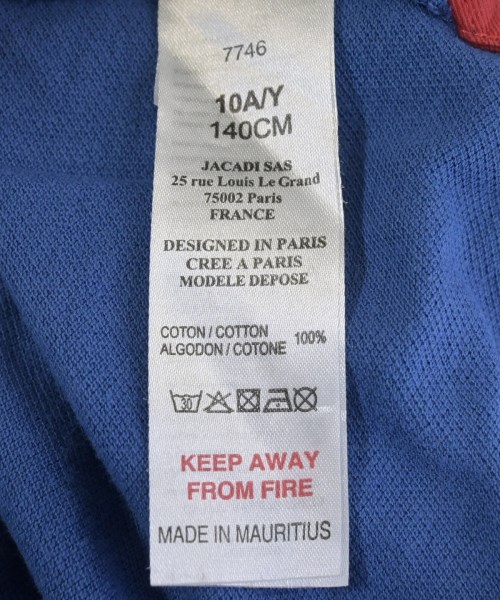 7746
10A/Y
140CM
JACADI SAS
25 rue Louis Le Grand
75002 Paris
FRANCE
DESIGNED IN PARIS
CREE A PARIS
MODELE DEPOSE
COTON / COTTON 100%
ALGODON / COTONE
30
KEEP AWAY
FROM FIRE
MADE IN MAURITIUS